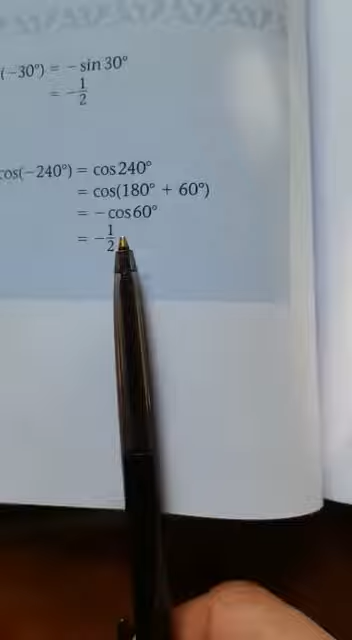 (−30°) = − sin 30°
= −1/2
cos(−240°) = cos 240°
= cos(180° + 60°)
= − cos 60°
= −1/2